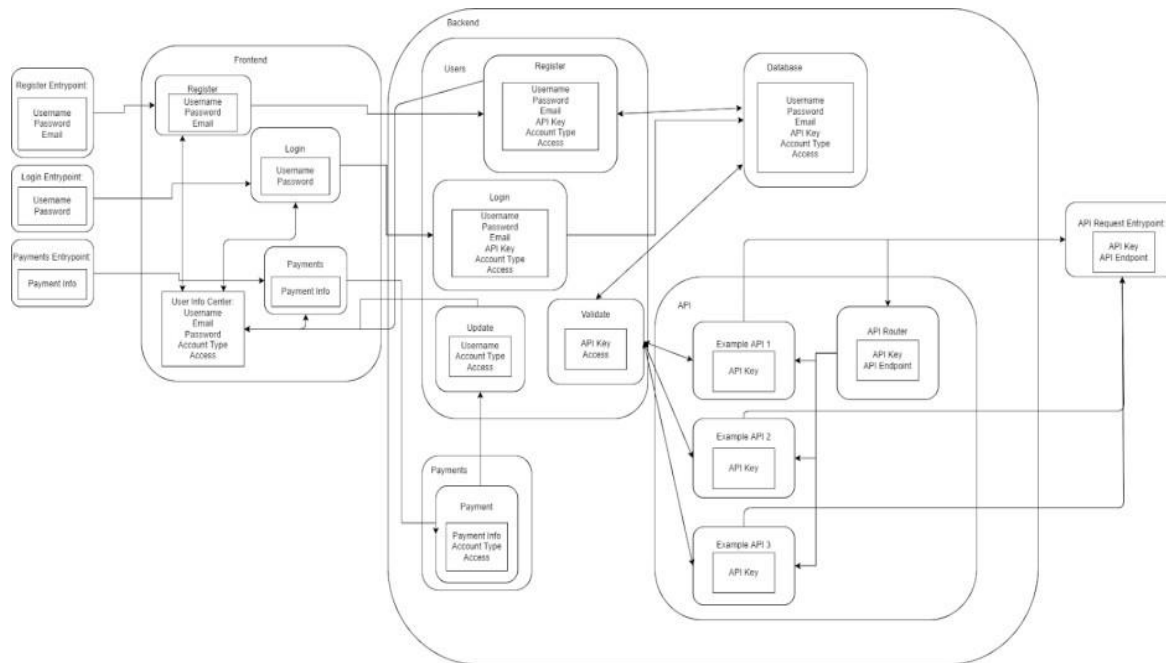 Backend
Frontend
Users
Register
Username
Password
Email
API Key
Account Type
Access
Database
Username
Password
Email
API Key
Account Type
Access
Register Entrypoint
Username
Password
Email
Register
Username
Password
Email
Login
Username
Password
Login Entrypoint
Username
Password
Login
Username
Password
Email
API Key
Account Type
Access
API Request Entrypoint
API Key
API Endpoint
Payments Entrypoint
Payment Info
Payments
Payment Info
User Info Center:
Username
Email
Password
Account Type
Access
Update
Username
Account Type
Access
Validate
API Key
Access
API
Example API 1
API Key
API Router
API Key
API Endpoint
Example API 2
API Key
Payments
Payment
Payment Info
Account Type
Access
Example API 3
API Key